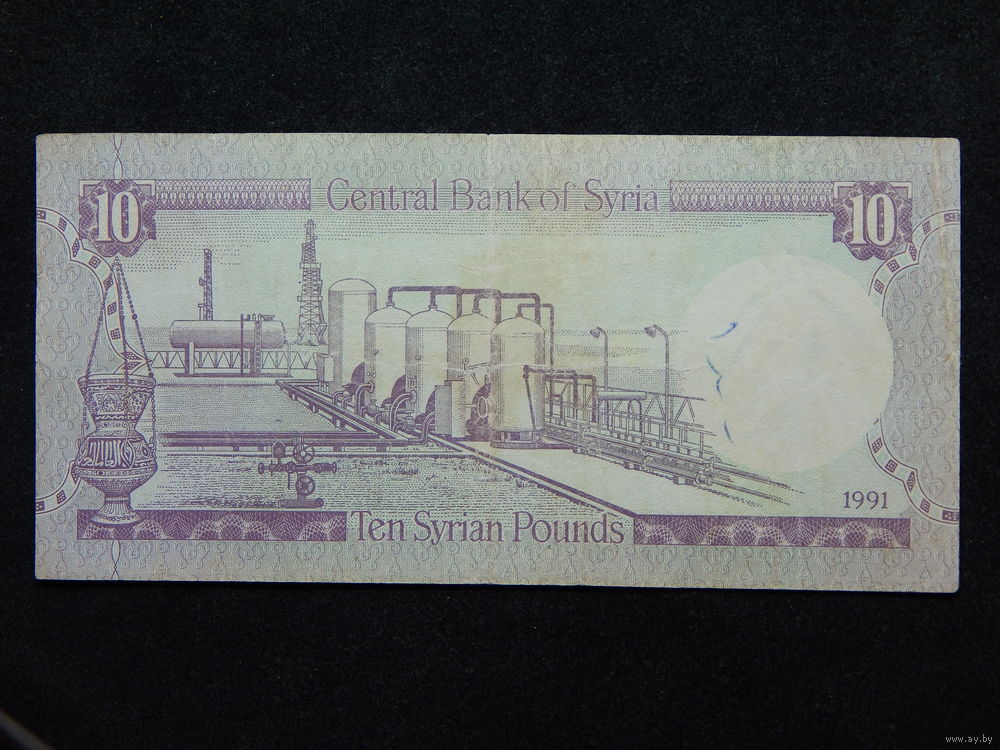 10
Central Bank of Syria
10
1991
Ten Syrian Pounds
www.ay.by